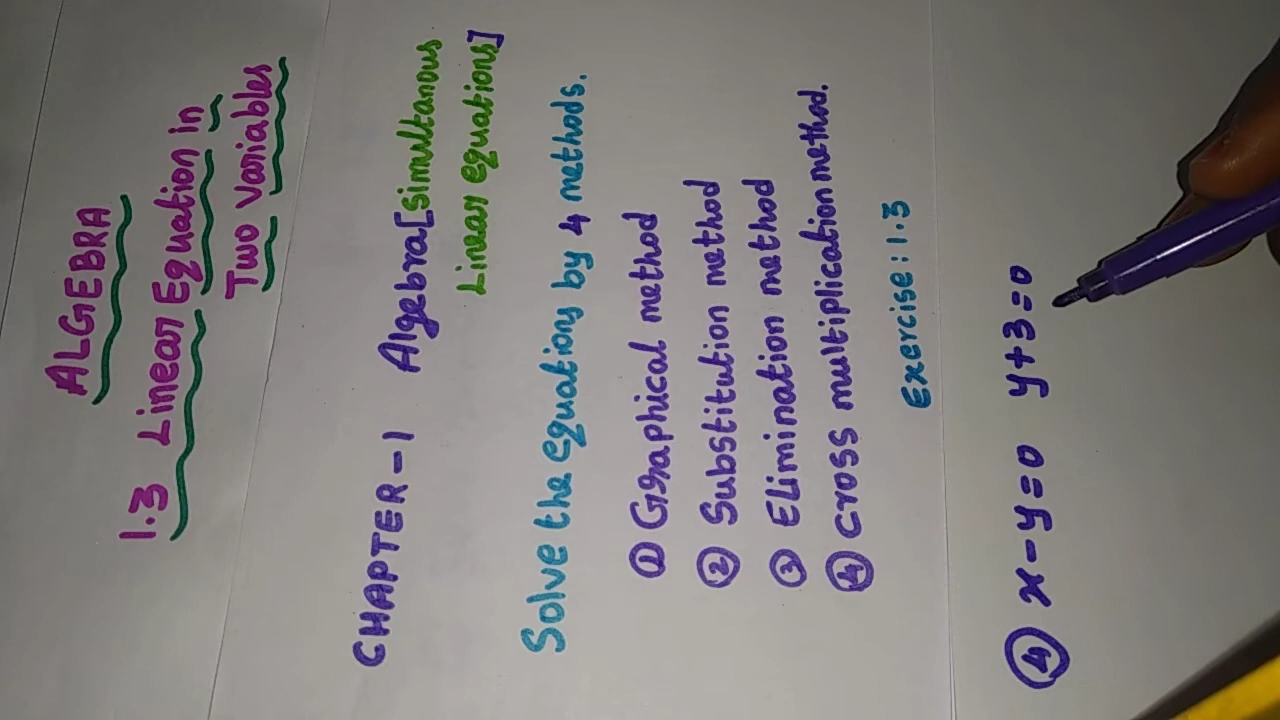 ALGEBRA
1.3 Linear Equation in
Two Variables
CHAPTER-1 Algebra[simultanous
Linear equations]
Solve the equations by 4 methods.
① Graphical method
② Substitution method
③ Elimination method
④ cross multiplication method.
Exercise: 1.3
④ x-y=0 y+3=0